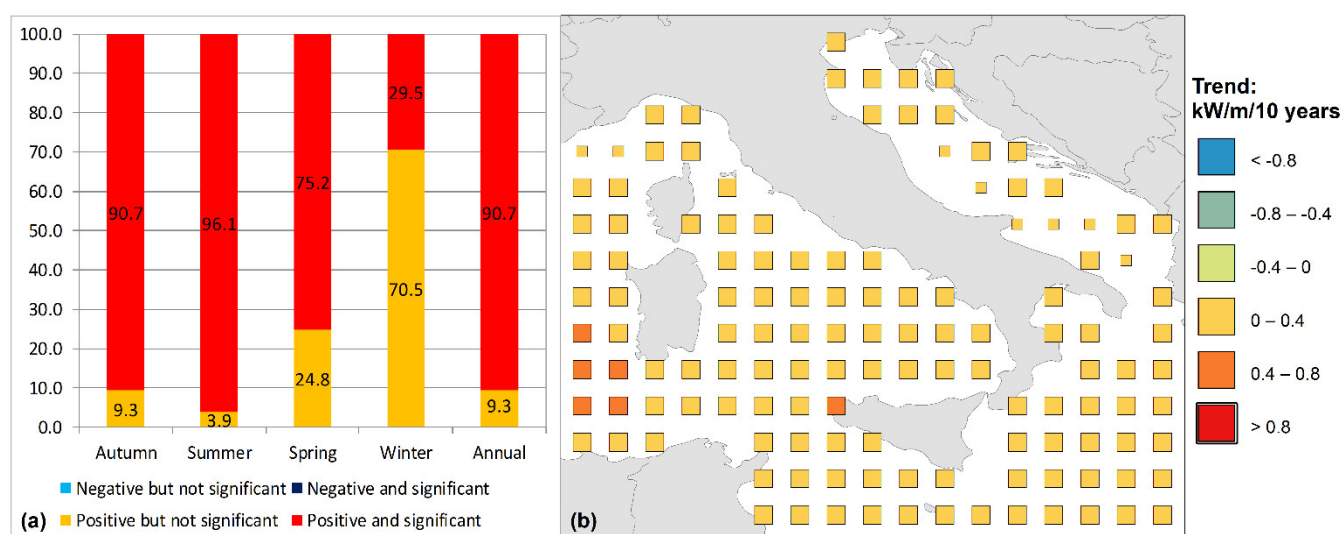 100.0
90.0
80.0
70.0
60.0
50.0
40.0
30.0
20.0
10.0
0.0
90.7
96.1
75.2
29.5
90.7
9.3
3.9
24.8
70.5
9.3
Autumn Summer Spring Winter Annual
Negative but not significant Negative and significant
Positive but not significant Positive and significant
(a)
(b)
Trend:
kW/m/10 years
< -0.8
-0.8 – -0.4
-0.4 – 0
0 – 0.4
0.4 – 0.8
> 0.8